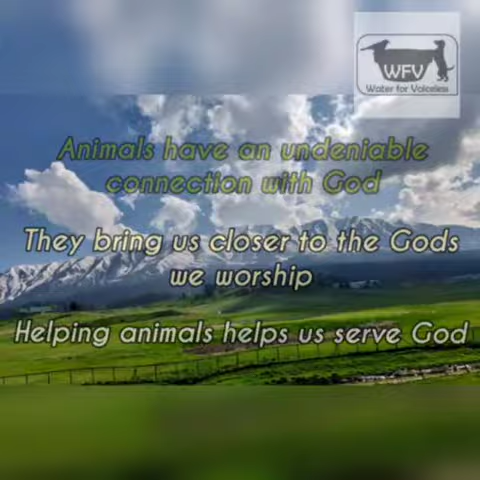 WFV
Water for Voiceless
Animals have an undeniable
connection with God
They bring us closer to the Gods
we worship
Helping animals helps us serve God